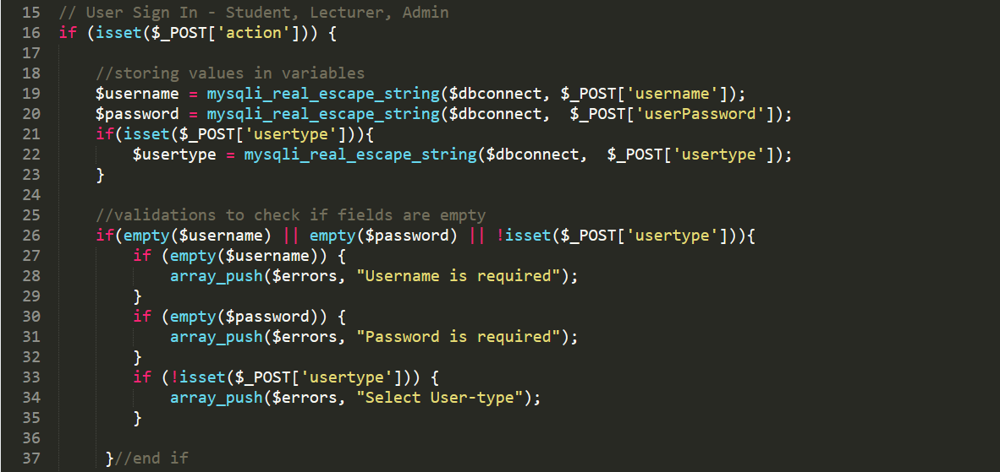 15 // User Sign In - Student, Lecturer, Admin
16 if (isset($_POST['action'])) {
17
18 //storing values in variables
19 $username = mysqli_real_escape_string($dbconnect, $_POST['username']);
20 $password = mysqli_real_escape_string($dbconnect,  $_POST['userPassword']);
21 if(isset($_POST['usertype'])){
22 $usertype = mysqli_real_escape_string($dbconnect,  $_POST['usertype']);
23 }
24
25 //validations to check if fields are empty
26 if(empty($username) || empty($password) || !isset($_POST['usertype'])){
27 if (empty($username)) {
28 array_push($errors, "Username is required");
29 }
30 if (empty($password)) {
31 array_push($errors, "Password is required");
32 }
33 if (!isset($_POST['usertype'])) {
34 array_push($errors, "Select User-type");
35 }
36
37 }//end if